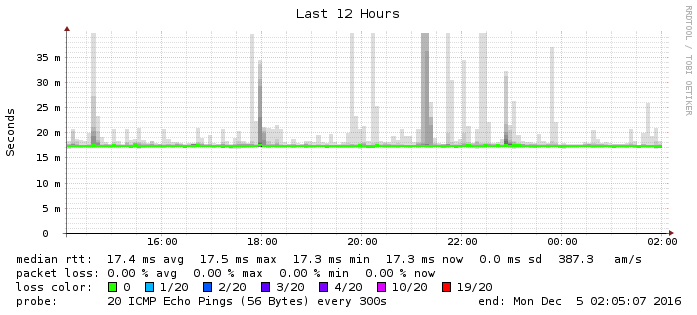 Last 12 Hours
RRDTOOL / TOBI OETIKER
Seconds
35 m
30 m
25 m
20 m
15 m
10 m
5 m
0
16:00 18:00 20:00 22:00 00:00 02:00
median rtt: 17.4 ms avg 17.5 ms max 17.3 ms min 17.3 ms now 0.0 ms sd 387.3 am/s
packet loss: 0.00 % avg 0.00 % max 0.00 % min 0.00 % now
loss color: 0 1/20 2/20 3/20 4/20 10/20 19/20
probe: 20 ICMP Echo Pings (56 Bytes) every 300s end: Mon Dec 5 02:05:07 2016